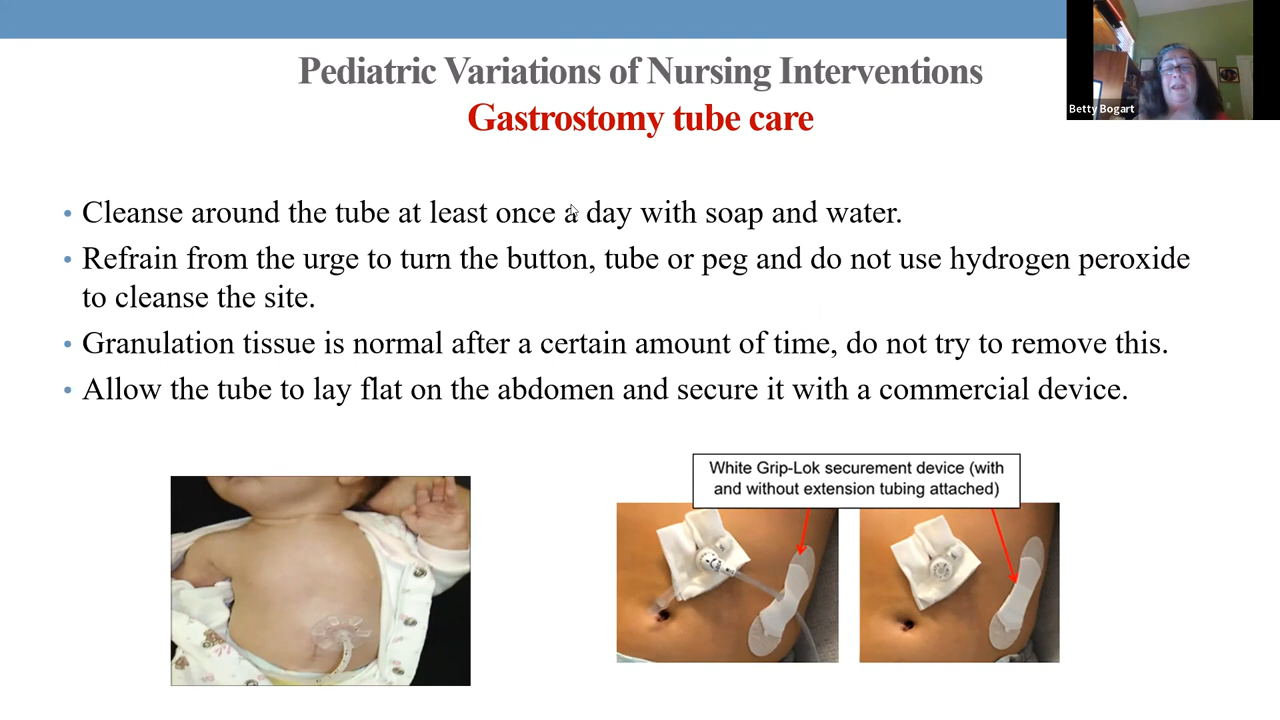 Pediatric Variations of Nursing Interventions
Gastrostomy tube care
Betty Bogart
• Cleanse around the tube at least once a day with soap and water.
• Refrain from the urge to turn the button, tube or peg and do not use hydrogen peroxide
to cleanse the site.
• Granulation tissue is normal after a certain amount of time, do not try to remove this.
• Allow the tube to lay flat on the abdomen and secure it with a commercial device.
White Grip-Lok securement device (with
and without extension tubing attached)